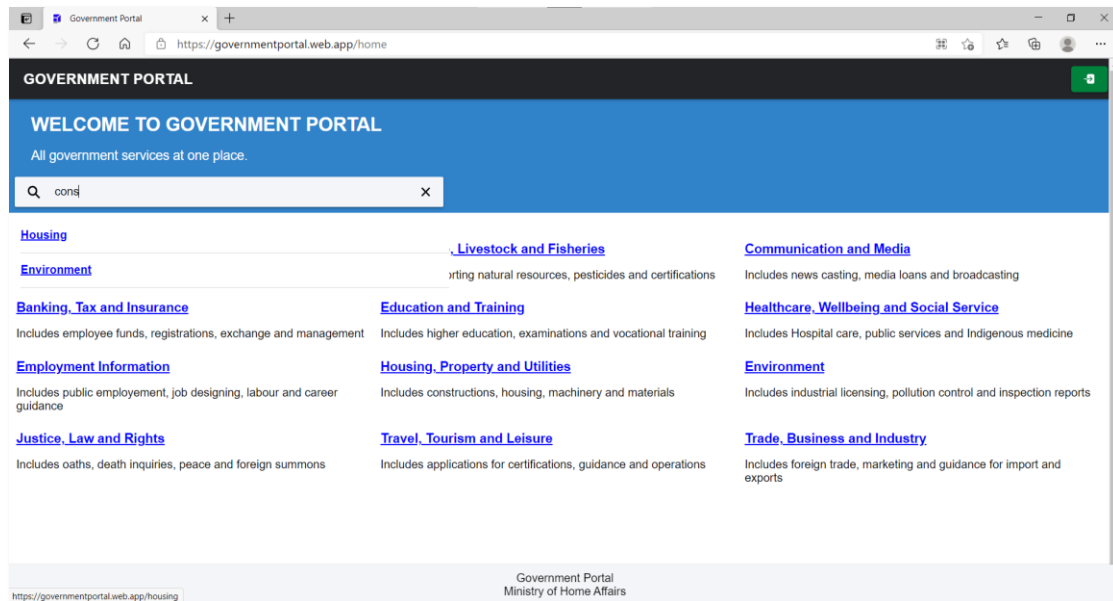 Government Portal
https://governmentportal.web.app/home
GOVERNMENT PORTAL
WELCOME TO GOVERNMENT PORTAL
All government services at one place.
cons
Housing
Environment
, Livestock and Fisheries
rting natural resources, pesticides and certifications
Communication and Media
Includes news casting, media loans and broadcasting
Banking, Tax and Insurance
Includes employee funds, registrations, exchange and management
Education and Training
Includes higher education, examinations and vocational training
Healthcare, Wellbeing and Social Service
Includes Hospital care, public services and Indigenous medicine
Employment Information
Includes public employement, job designing, labour and career
guidance
Housing, Property and Utilities
Includes constructions, housing, machinery and materials
Environment
Includes industrial licensing, pollution control and inspection reports
Justice, Law and Rights
Includes oaths, death inquiries, peace and foreign summons
Travel, Tourism and Leisure
Includes applications for certifications, guidance and operations
Trade, Business and Industry
Includes foreign trade, marketing and guidance for import and
exports
Government Portal
Ministry of Home Affairs
https://governmentportal.web.app/housing